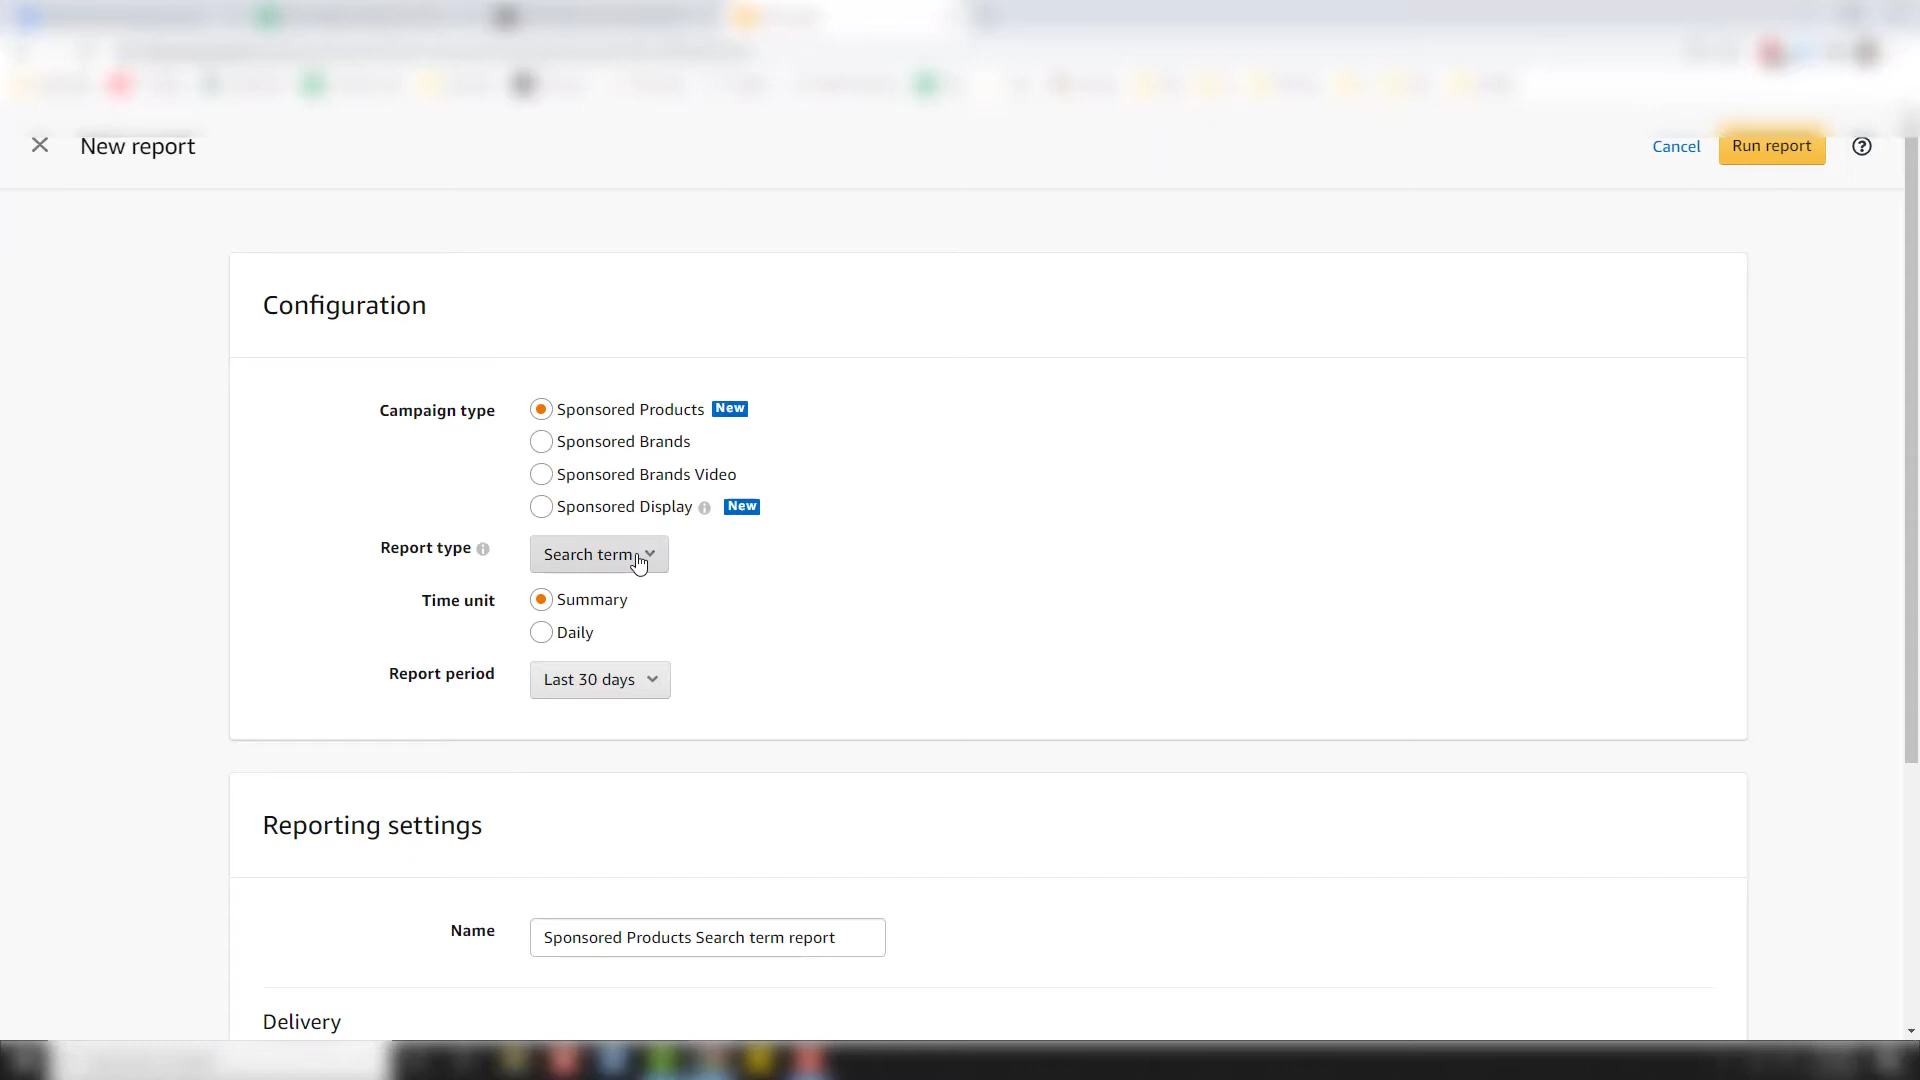 New report
Cancel
Run report
Configuration
Campaign type
Sponsored Products New
Sponsored Brands
Sponsored Brands Video
Sponsored Display New
Report type
Search term
Time unit
Summary
Daily
Report period
Last 30 days
Reporting settings
Name
Sponsored Products Search term report
Delivery